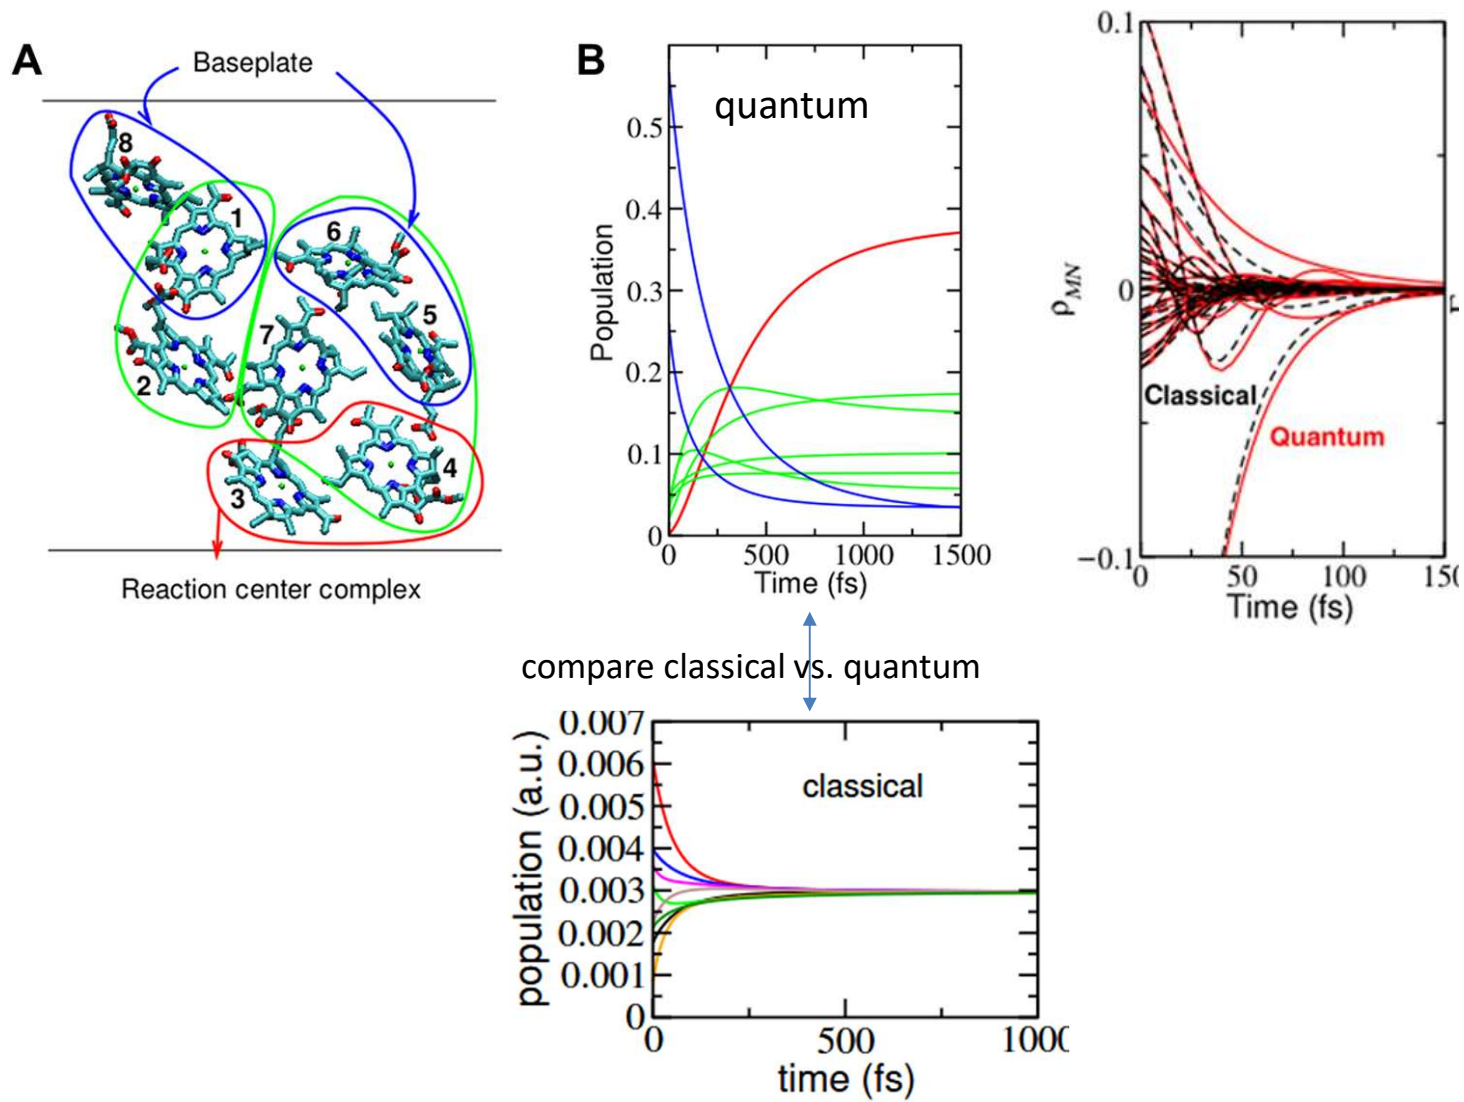 A
Baseplate
8
1
6
5
7
2
4
3
Reaction center complex
B
quantum
Population
0.5
0.4
0.3
0.2
0.1
0
0
500
1000
1500
Time (fs)
0.1
0
−0.1
ρMN
Classical
Quantum
0
50
100
150
Time (fs)
compare classical vs. quantum
0.007
0.006
0.005
0.004
0.003
0.002
0.001
0
population (a.u.)
classical
0
500
1000
time (fs)